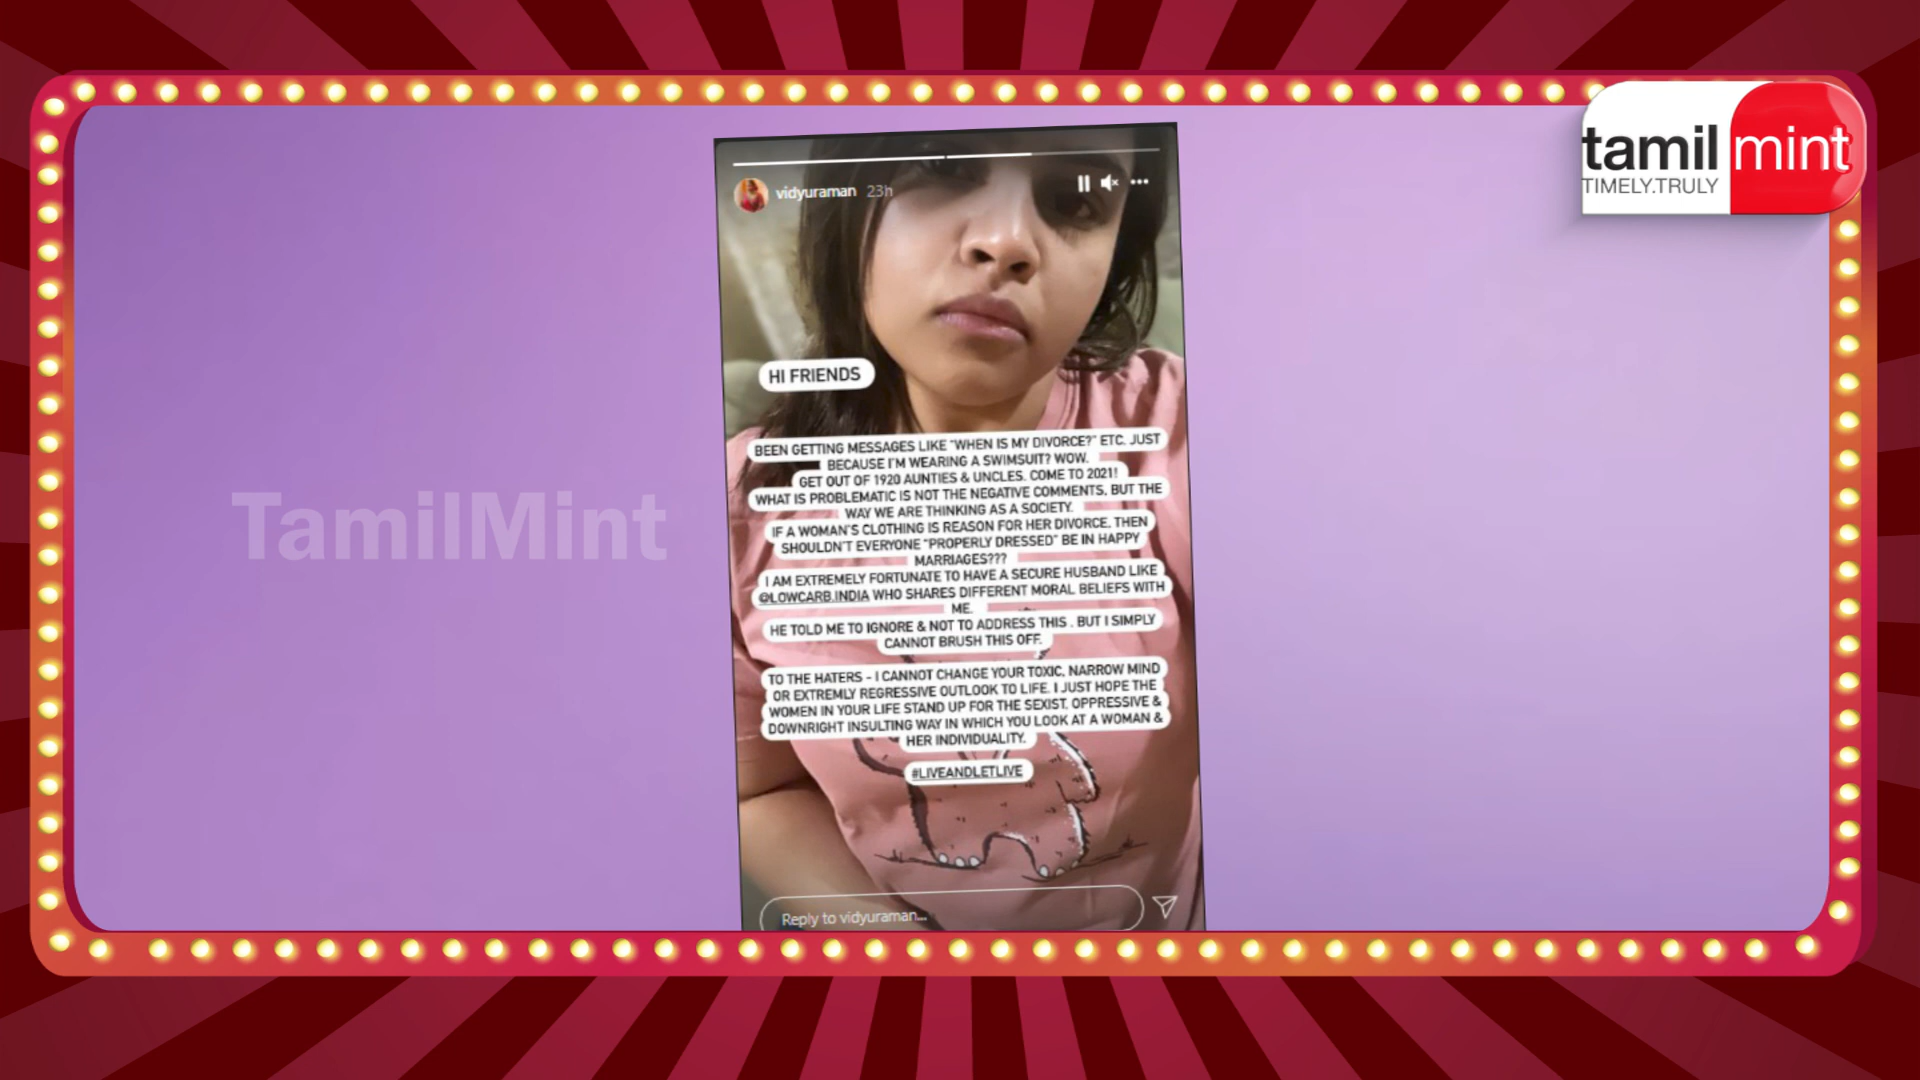 tamil mint
TIMELY.TRULY
vidyuraman 23h
HI FRIENDS
BEEN GETTING MESSAGES LIKE "WHEN IS MY DIVORCE?" ETC. JUST
BECAUSE I'M WEARING A SWIMSUIT? WOW.
GET OUT OF 1920 AUNTIES & UNCLES. COME TO 2021!
WHAT IS PROBLEMATIC IS NOT THE NEGATIVE COMMENTS, BUT THE
WAY WE ARE THINKING AS A SOCIETY.
IF A WOMAN'S CLOTHING IS REASON FOR HER DIVORCE, THEN
SHOULDN'T EVERYONE "PROPERLY DRESSED" BE IN HAPPY
MARRIAGES???
I AM EXTREMELY FORTUNATE TO HAVE A SECURE HUSBAND LIKE
@LOWCARB.INDIA WHO SHARES DIFFERENT MORAL BELIEFS WITH
ME.
HE TOLD ME TO IGNORE & NOT TO ADDRESS THIS . BUT I SIMPLY
CANNOT BRUSH THIS OFF.
TO THE HATERS - I CANNOT CHANGE YOUR TOXIC, NARROW MIND
OR EXTREMLY REGRESSIVE OUTLOOK TO LIFE. I JUST HOPE THE
WOMEN IN YOUR LIFE STAND UP FOR THE SEXIST, OPPRESSIVE &
DOWNRIGHT INSULTING WAY IN WHICH YOU LOOK AT A WOMAN &
HER INDIVIDUALITY.
#LIVEANDLETLIVE
Reply to vidyuraman...
TamilMint